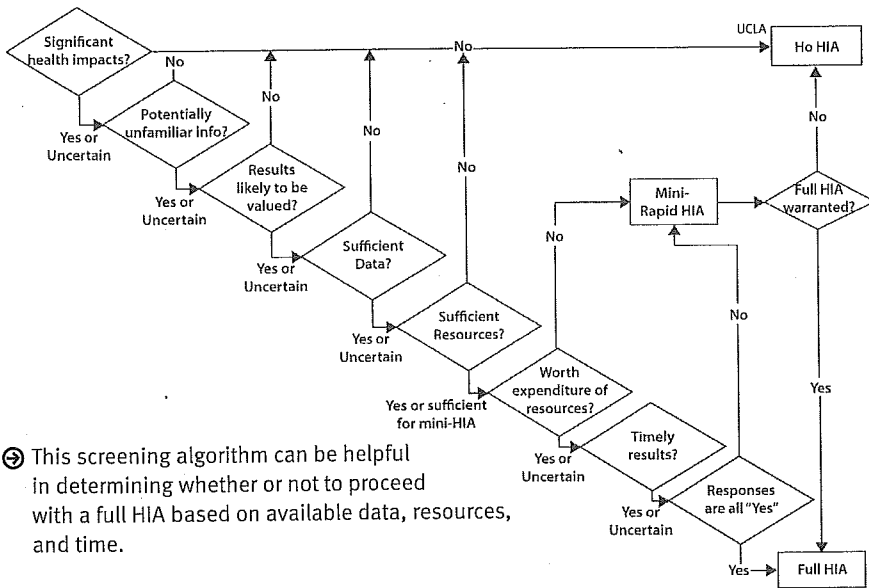 Significant
health impacts?
No
UCLA
Ho HIA
No
Potentially
unfamiliar info?
Yes or
Uncertain
No
Results
likely to be
valued?
Yes or
Uncertain
No
Sufficient
Data?
Yes or
Uncertain
No
Sufficient
Resources?
Yes or
Uncertain
No
Worth
expenditure of
resources?
Yes or sufficient
for mini-HIA
No
Mini-
Rapid HIA
Full HIA
warranted?
No
Yes
Timely
results?
Yes or
Uncertain
Responses
are all "Yes"
Yes or
Uncertain
No
Yes
Full HIA
This screening algorithm can be helpful
in determining whether or not to proceed
with a full HIA based on available data, resources,
and time.